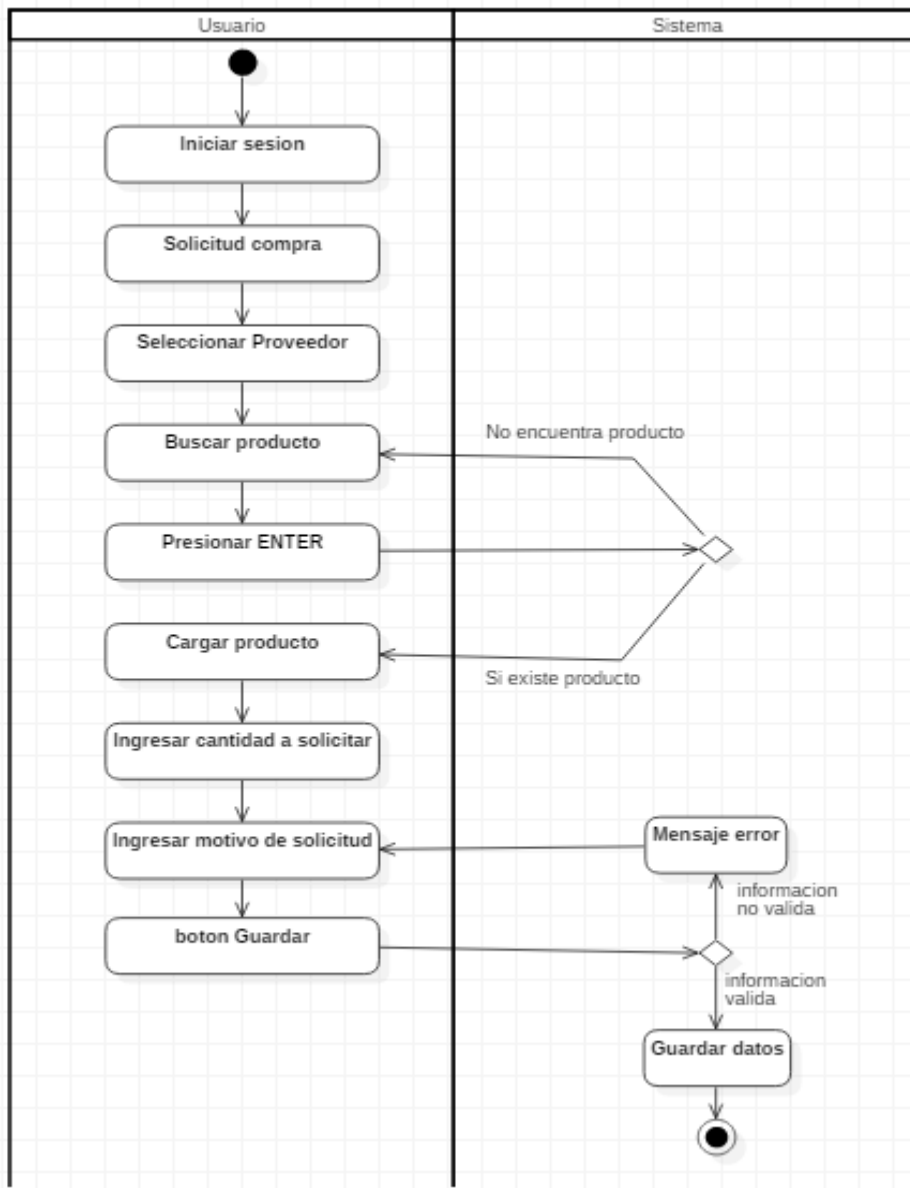 Usuario
Sistema
Iniciar sesion
Solicitud compra
Seleccionar Proveedor
Buscar producto
No encuentra producto
Presionar ENTER
Cargar producto
Si existe producto
Ingresar cantidad a solicitar
Ingresar motivo de solicitud
Mensaje error
informacion
no valida
boton Guardar
informacion
valida
Guardar datos